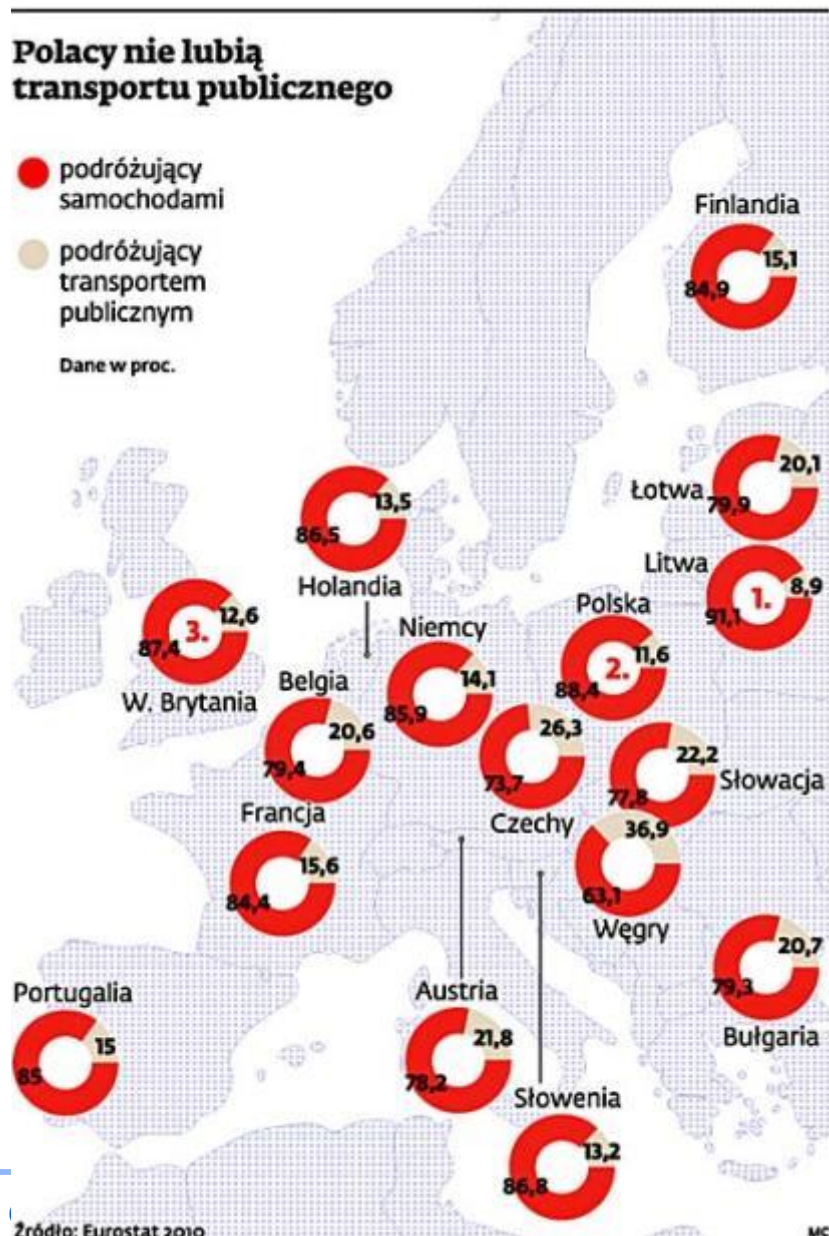 Polacy nie lubią
transportu publicznego
podróżujący
samochodami
podróżujący
transportem
publicznym
Dane w proc.
Finlandia
15,1
84,9
Łotwa
20,1
79,9
Litwa
1.
8,9
91,1
Holandia
13,5
86,5
W. Brytania
3.
12,6
87,4
Niemcy
14,1
85,9
Polska
2.
11,6
88,4
Belgia
20,6
79,4
Czechy
26,3
73,7
Słowacja
22,2
77,8
Francja
15,6
84,4
Węgry
36,9
63,1
Bułgaria
20,7
79,3
Portugalia
15
85
Austria
21,8
78,2
Słowenia
13,2
86,8
Źródło: Eurostat 2010